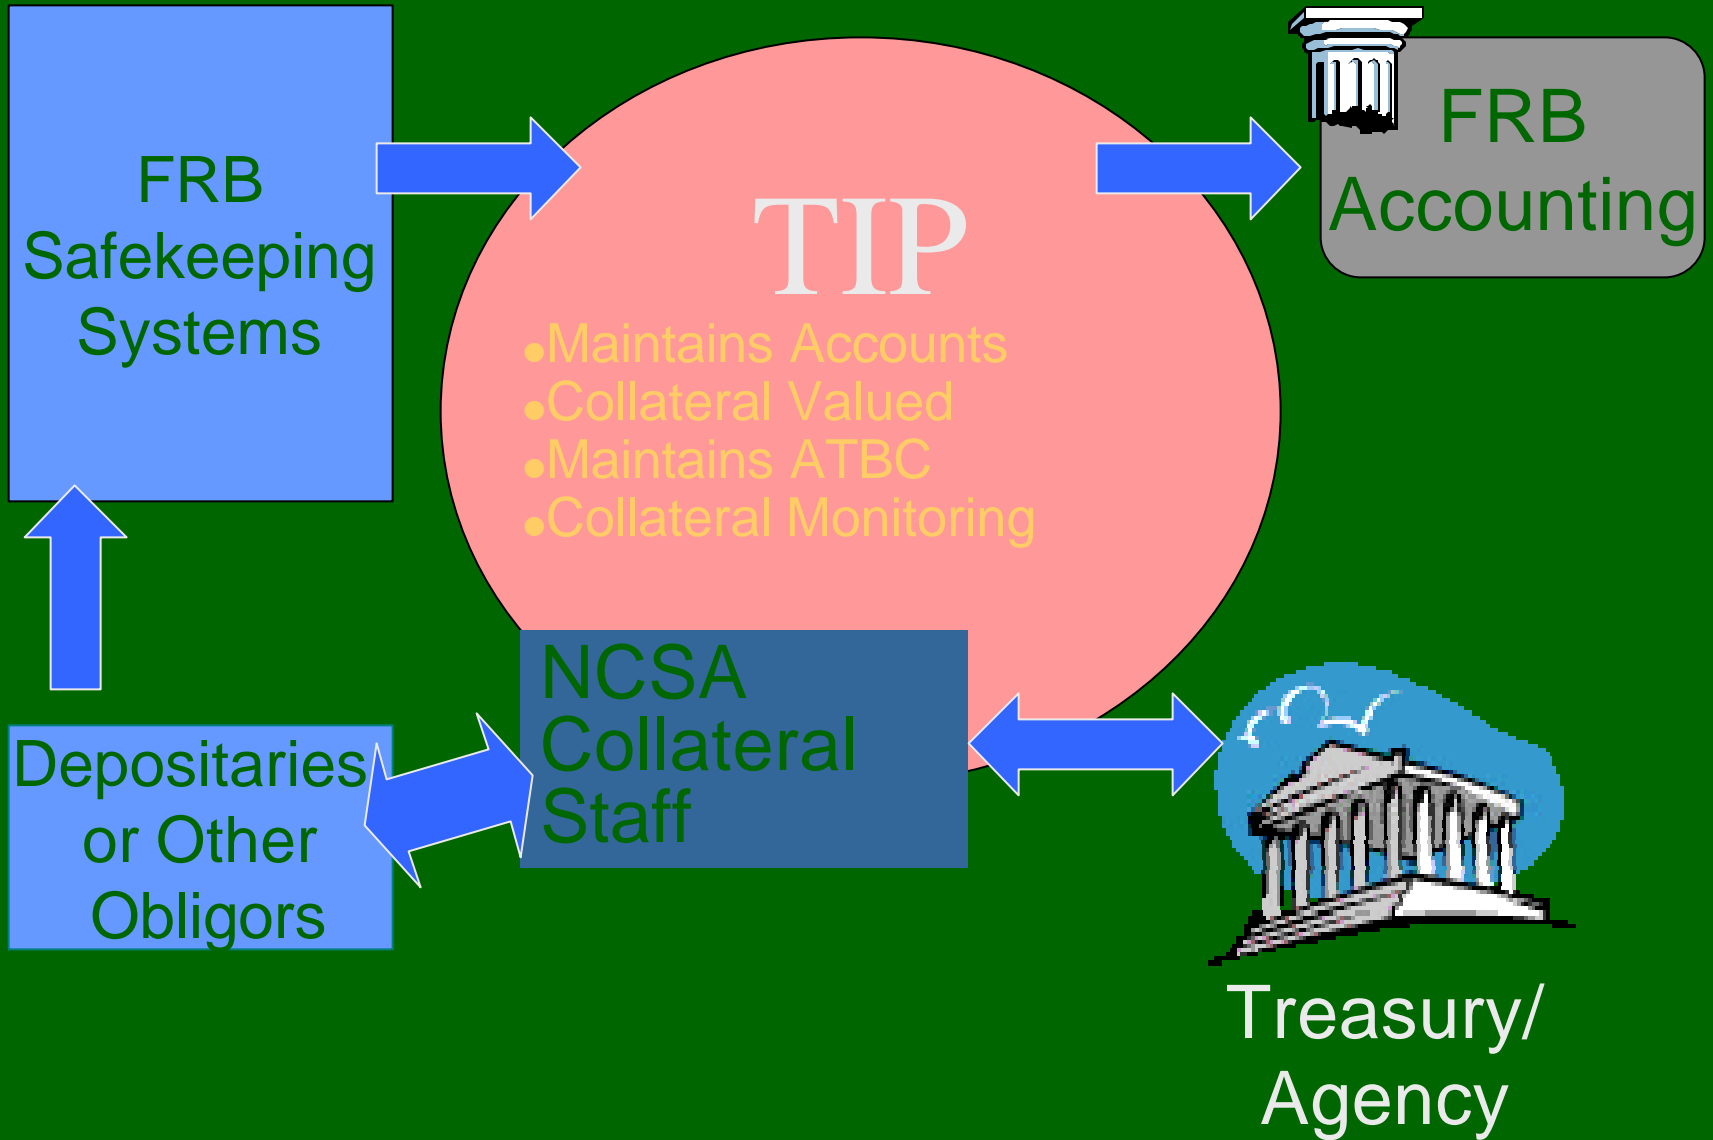 FRB
Safekeeping
Systems
TIP
●Maintains Accounts
●Collateral Valued
●Maintains ATBC
●Collateral Monitoring
FRB
Accounting
NCSA
Collateral
Staff
Depositaries
or Other
Obligors
Treasury/
Agency